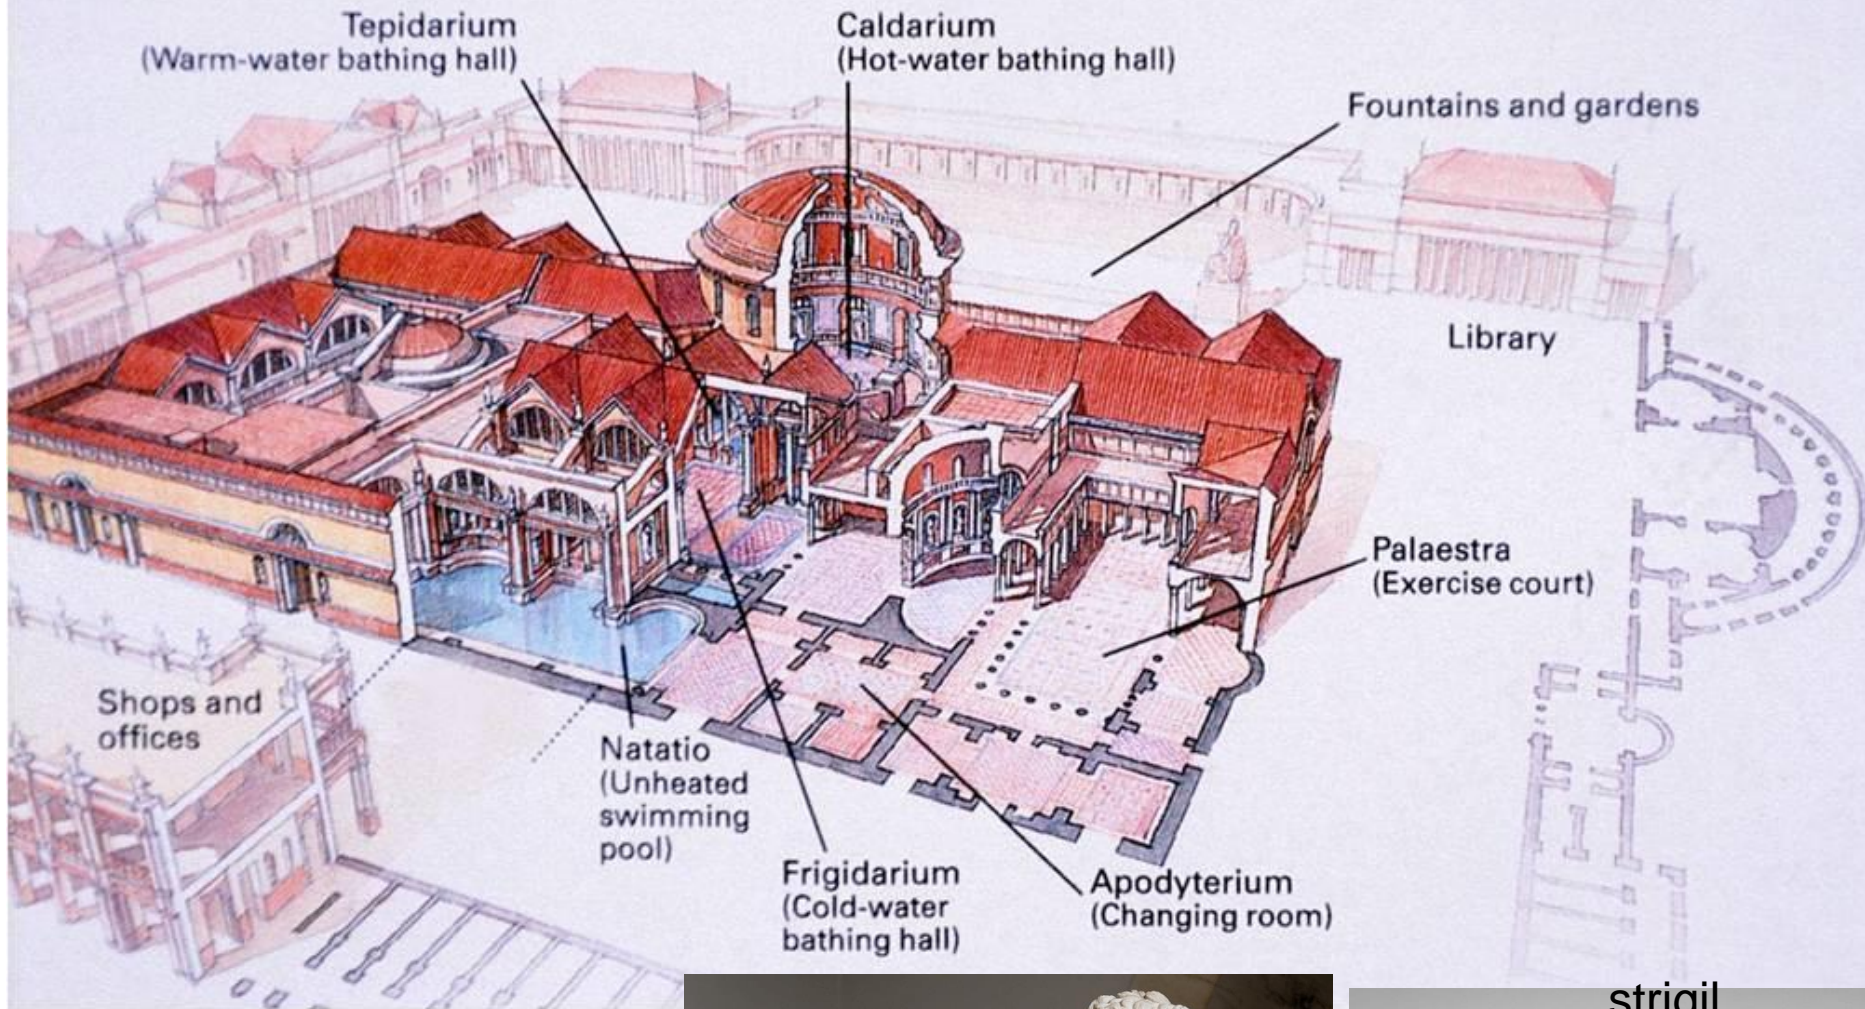 Tepidarium
(Warm-water bathing hall)
Caldarium
(Hot-water bathing hall)
Fountains and gardens
Library
Palaestra
(Exercise court)
Shops and
offices
Natatio
(Unheated
swimming
pool)
Frigidarium
(Cold-water
bathing hall)
Apodyterium
(Changing room)
strigil